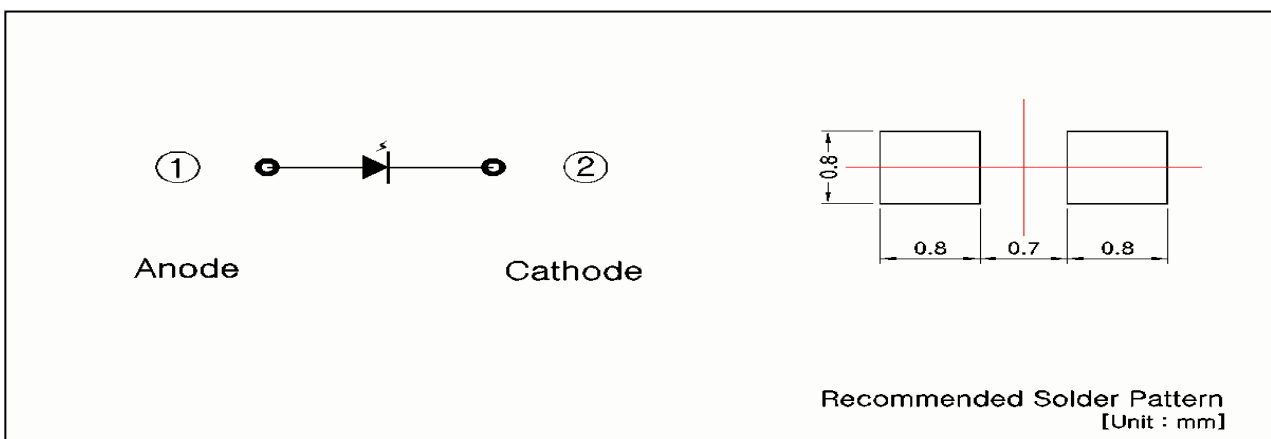 ① ②
Anode Cathode
0.8
0.8 0.7 0.8
Recommended Solder Pattern
[Unit : mm]